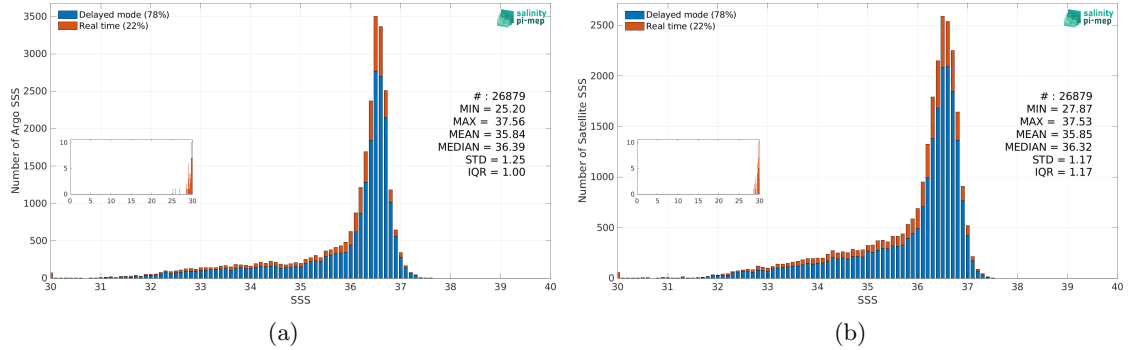 Delayed mode (78%)
Real time (22%)
salinity
pi-mep
Number of Argo SSS
3500
3000
2500
2000
1500
1000
500
0
# : 26879
MIN = 25.20
MAX = 37.56
MEAN = 35.84
MEDIAN = 36.39
STD = 1.25
IQR = 1.00
10
5
0
0 5 10 15 20 25 30
30 31 32 33 34 35 36 37 38 39 40
SSS
(a)
Delayed mode (78%)
Real time (22%)
salinity
pi-mep
Number of Satellite SSS
2500
2000
1500
1000
500
0
# : 26879
MIN = 27.87
MAX = 37.53
MEAN = 35.85
MEDIAN = 36.32
STD = 1.17
IQR = 1.17
10
5
0
0 5 10 15 20 25 30
30 31 32 33 34 35 36 37 38 39 40
SSS
(b)